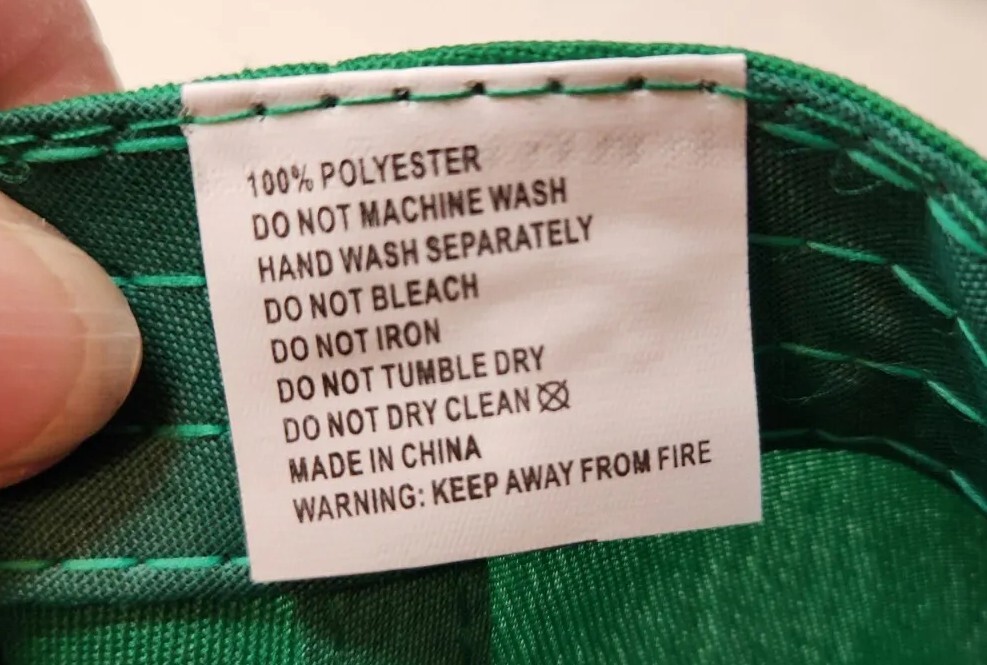 100% POLYESTER
DO NOT MACHINE WASH
HAND WASH SEPARATELY
DO NOT BLEACH
DO NOT IRON
DO NOT TUMBLE DRY
DO NOT DRY CLEAN
MADE IN CHINA
WARNING: KEEP AWAY FROM FIRE